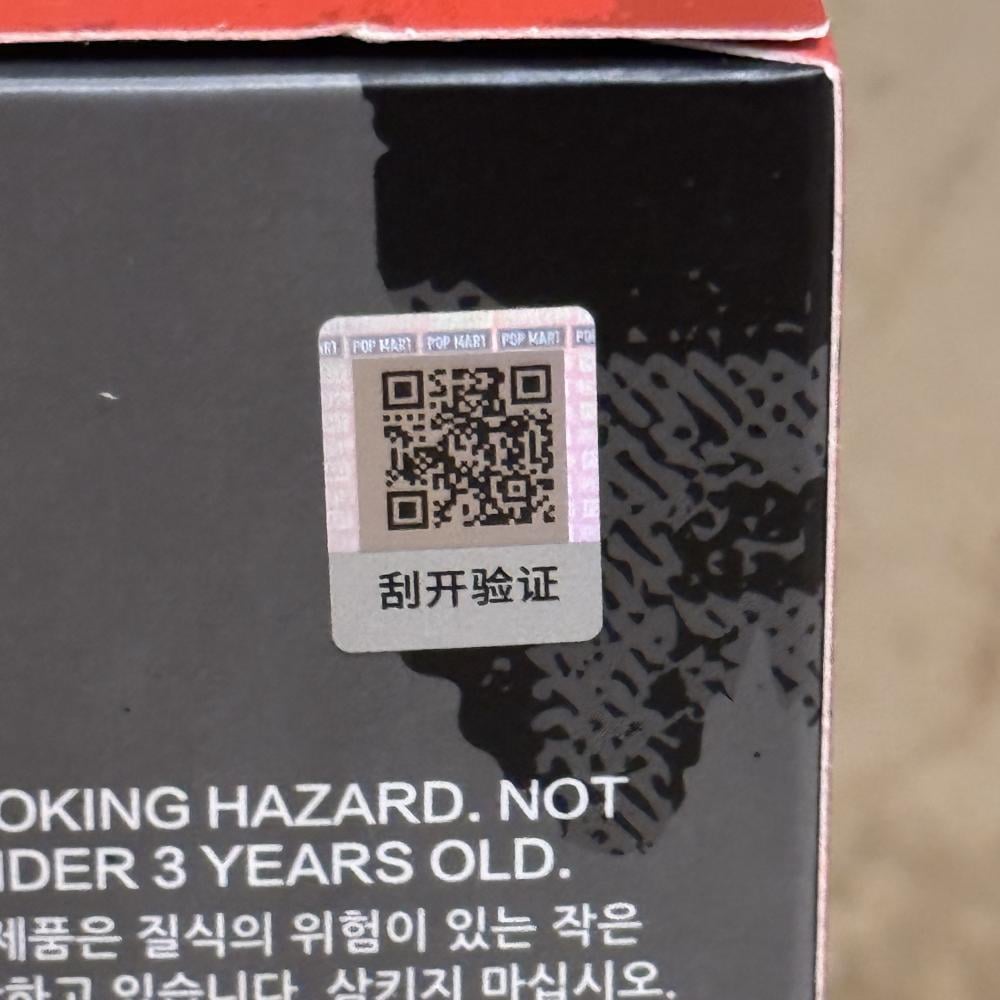 POP MART POP MART POP MART
刮开验证
OKING HAZARD. NOT
NDER 3 YEARS OLD.
제품은 질식의 위험이 있는 작은
하고 있습니다. 삼키지 마십시오.